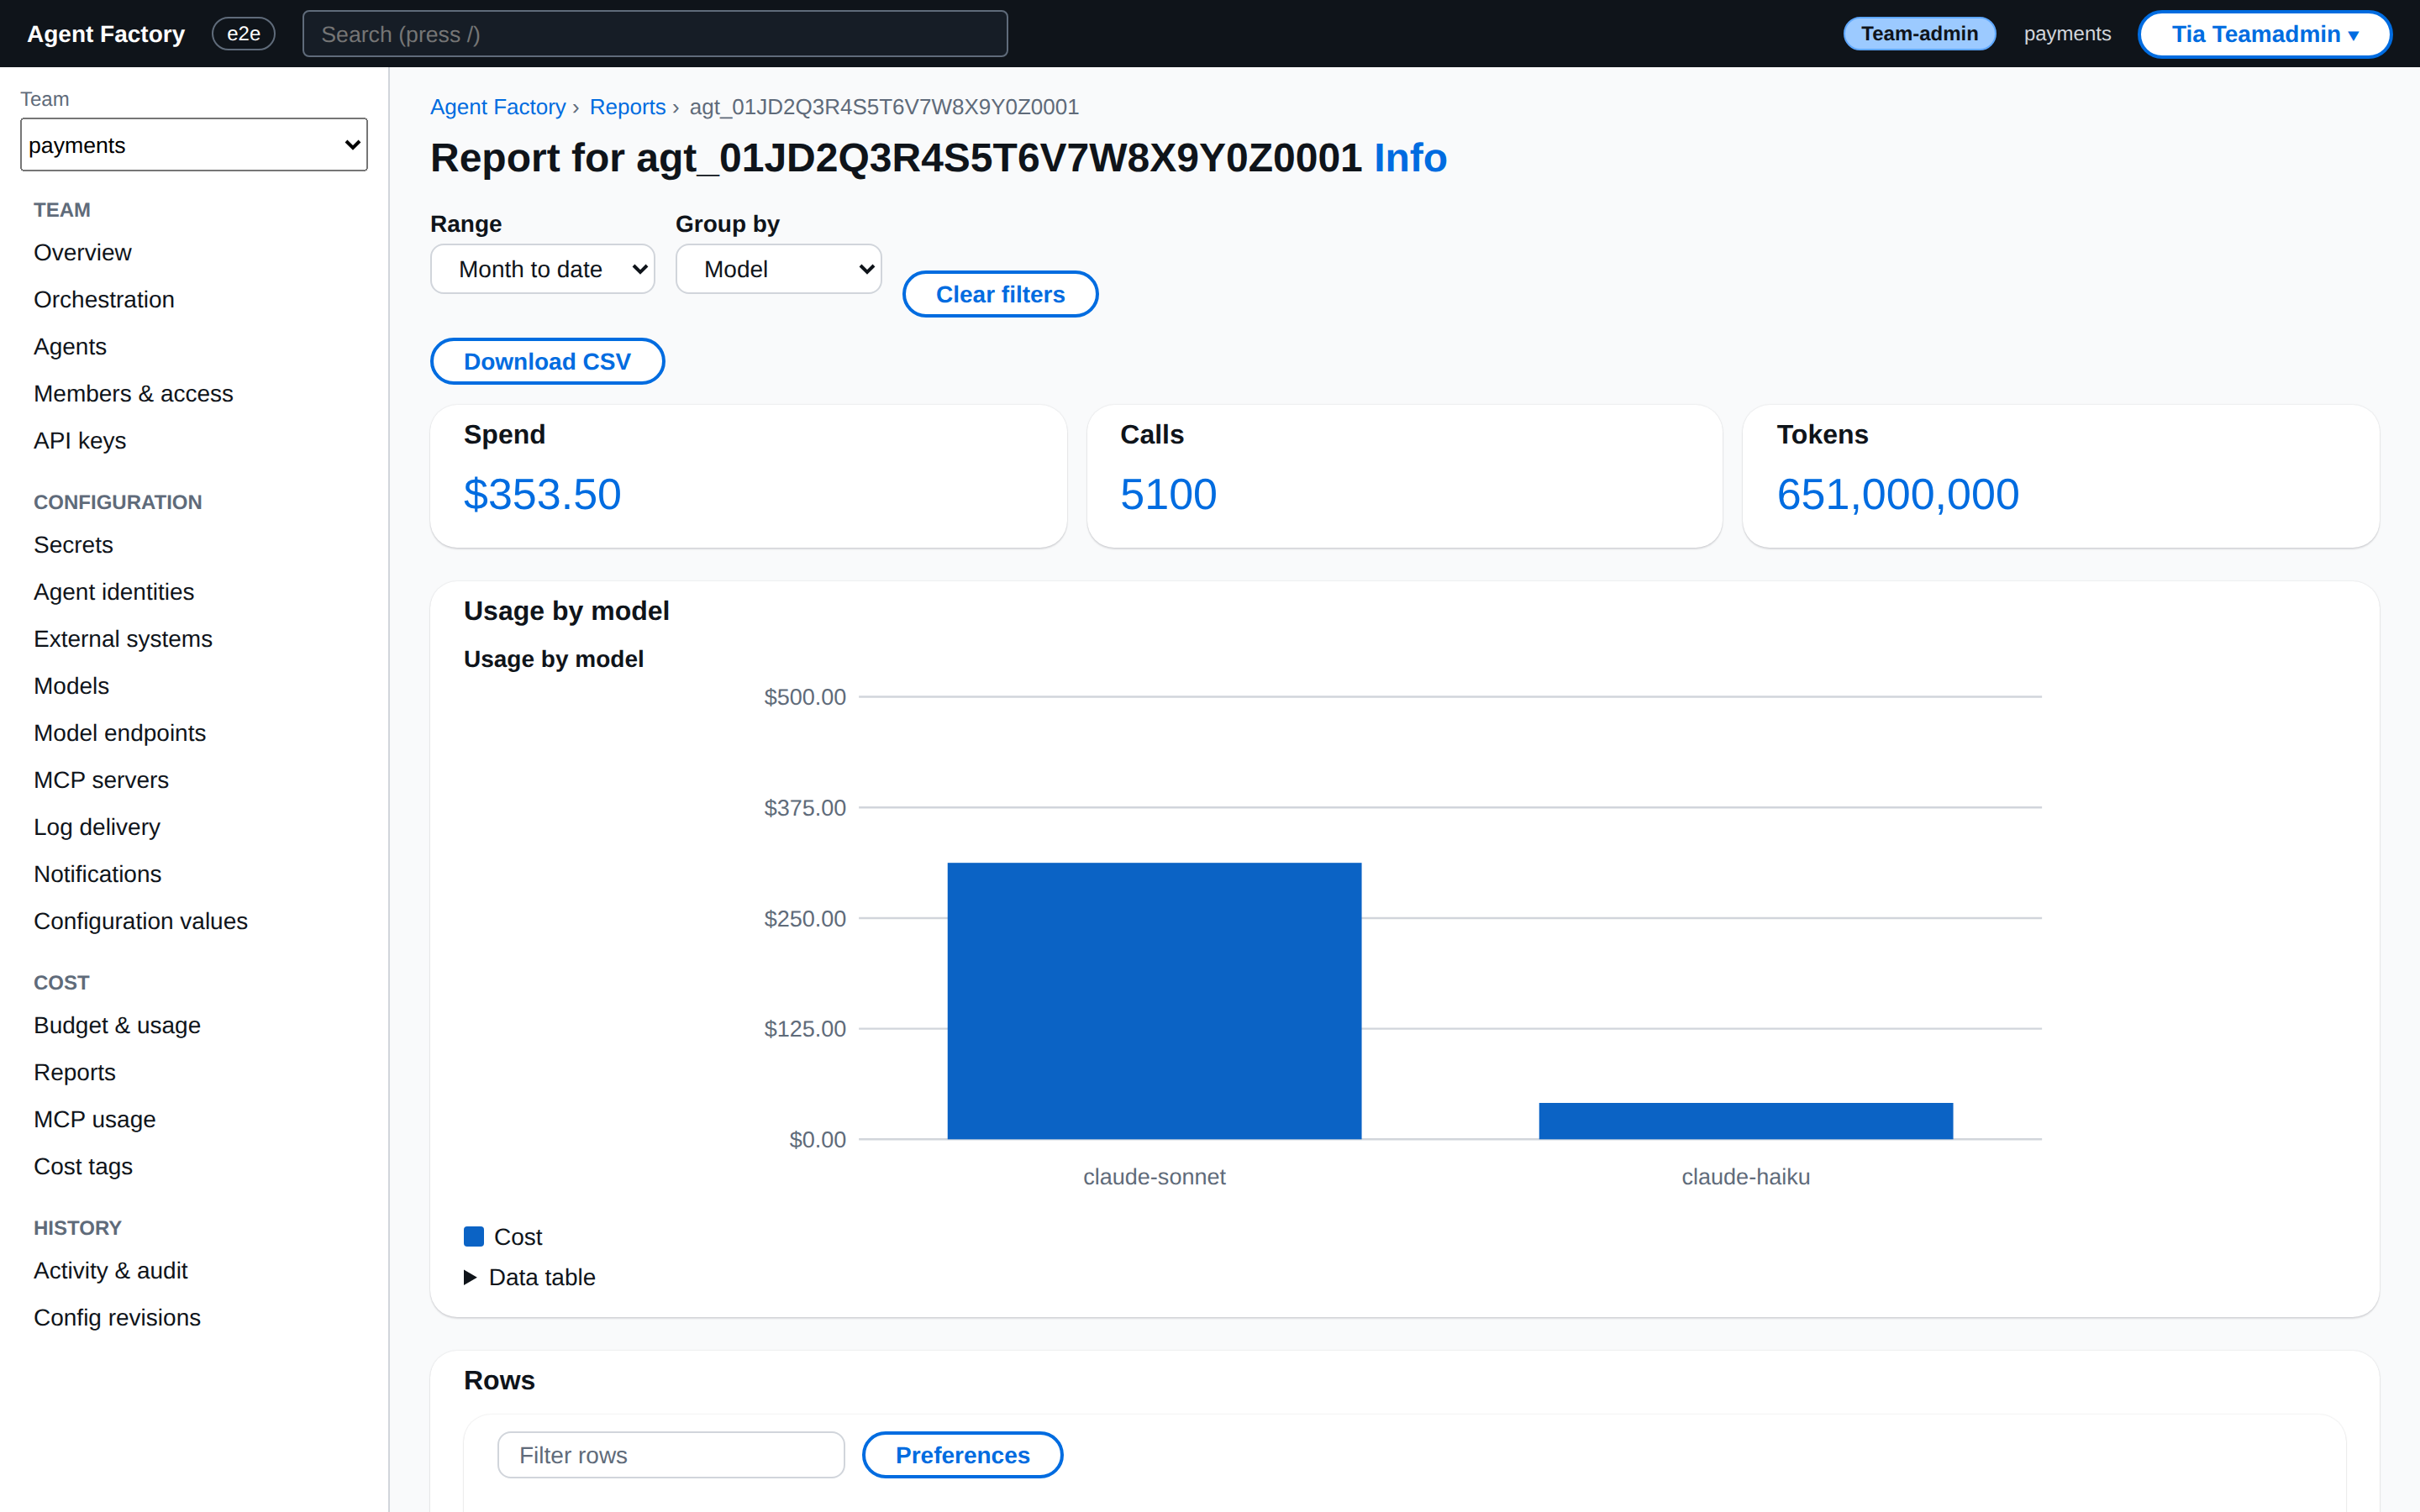 Agent Factory e2e Search (press /) Team-admin payments Tia Teamadmin ▾
Team
payments
TEAM
Overview
Orchestration
Agents
Members & access
API keys
CONFIGURATION
Secrets
Agent identities
External systems
Models
Model endpoints
MCP servers
Log delivery
Notifications
Configuration values
COST
Budget & usage
Reports
MCP usage
Cost tags
HISTORY
Activity & audit
Config revisions
Agent Factory › Reports › agt_01JD2Q3R4S5T6V7W8X9Y0Z0001
Report for agt_01JD2Q3R4S5T6V7W8X9Y0Z0001 Info
Range Group by
Month to date Model Clear filters
Download CSV
Spend Calls Tokens
$353.50 5100 651,000,000
Usage by model
Usage by model
$500.00
$375.00
$250.00
$125.00
$0.00
claude-sonnet claude-haiku
Cost
Data table
Rows
Filter rows Preferences